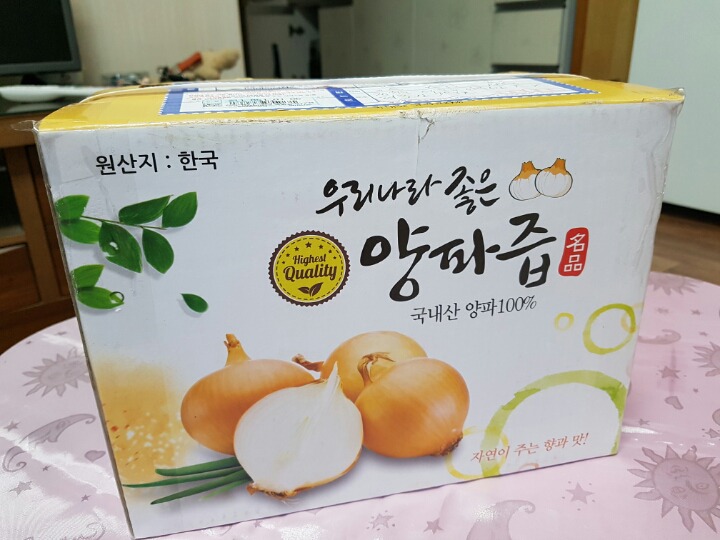 원산지 : 한국
우리나라 좋은
양파즙
名品
Highest
Quality
국내산 양파100%
자연이 주는 향과 맛!